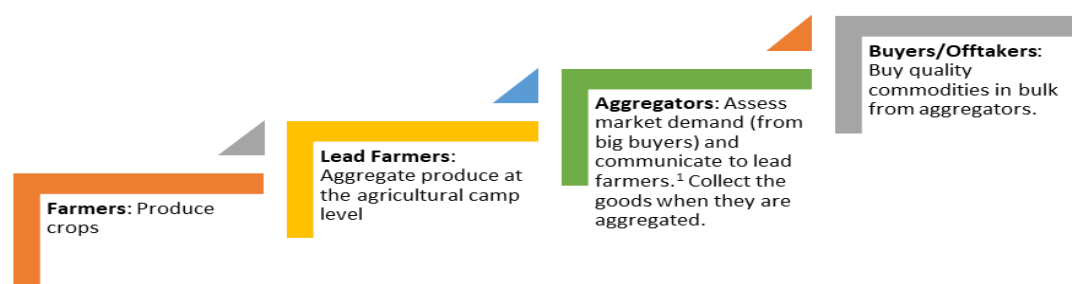 Farmers: Produce
crops
Lead Farmers:
Aggregate produce at
the agricultural camp
level
Aggregators: Assess
market demand (from
big buyers) and
communicate to lead
farmers.¹ Collect the
goods when they are
aggregated.
Buyers/Offtakers:
Buy quality
commodities in bulk
from aggregators.